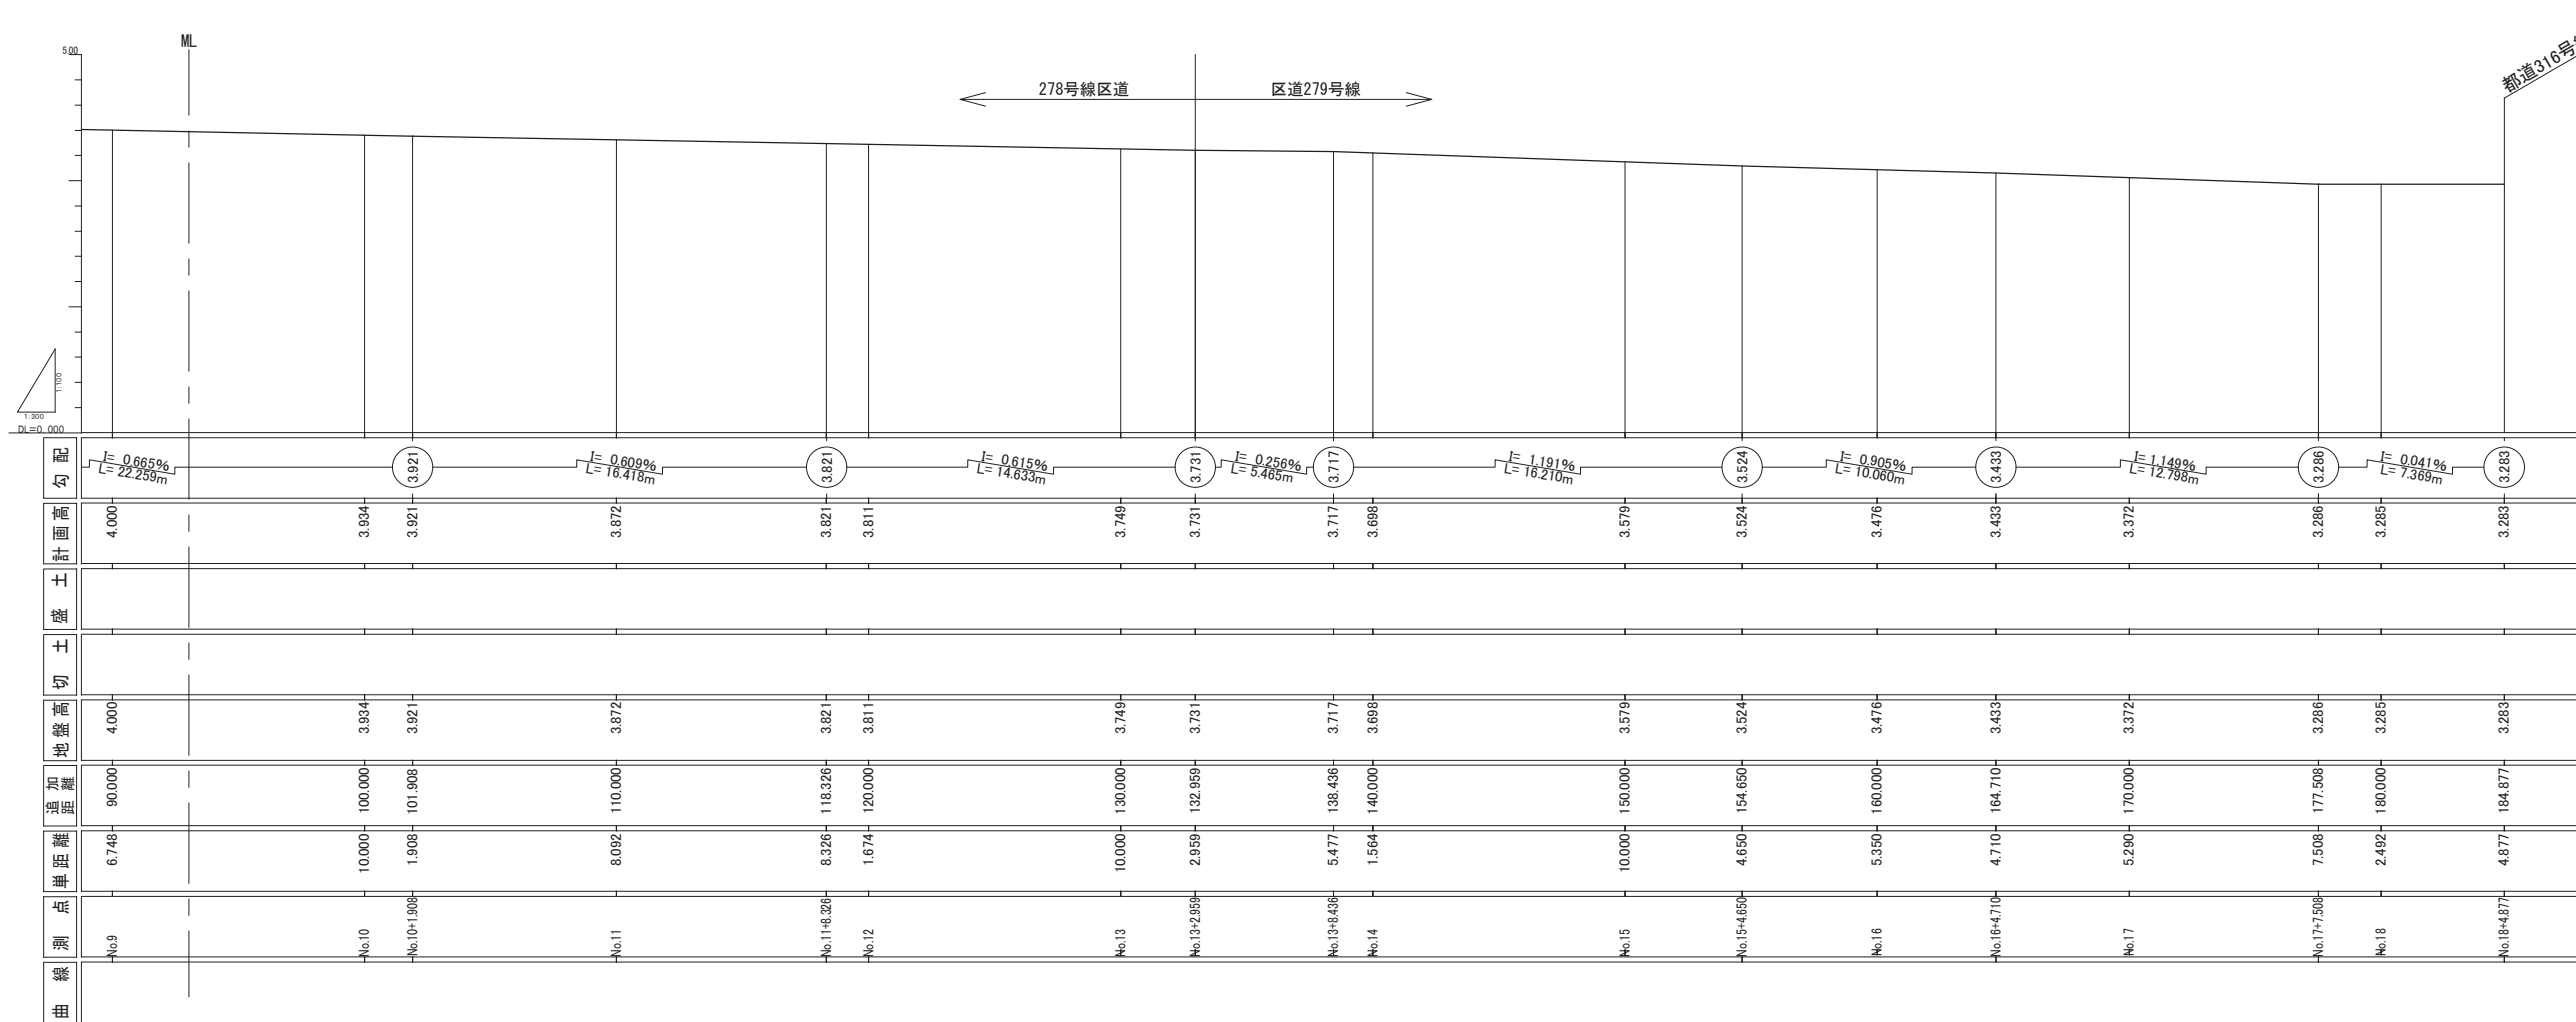 ML
5.00
278号線区道
区道279号線
都道316号
1:100
1:300
DL=0.000
勾配
I= 0.665%
L= 22.259m
3.921
I= 0.609%
L= 16.418m
3.821
I= 0.615%
L= 14.633m
3.731
I= 0.256%
L= 5.465m
3.717
I= 1.191%
L= 16.210m
3.524
I= 0.905%
L= 10.060m
3.433
I= 1.149%
L= 12.798m
3.286
I= 0.041%
L= 7.369m
3.283
計画高
4.000 3.934 3.921 3.872 3.821 3.811 3.749 3.731 3.717 3.698 3.579 3.524 3.476 3.433 3.372 3.286 3.285 3.283
盛土
切土
地盤高
4.000 3.934 3.921 3.872 3.821 3.811 3.749 3.731 3.717 3.698 3.579 3.524 3.476 3.433 3.372 3.286 3.285 3.283
追加距離
90.000 100.000 101.908 110.000 118.326 120.000 130.000 132.959 138.436 140.000 150.000 154.650 160.000 164.710 170.000 177.508 180.000 184.877
単距離
6.748 10.000 1.908 8.092 8.326 1.674 10.000 2.959 5.477 1.564 10.000 4.650 5.350 4.710 5.290 7.508 2.492 4.877
測点
No.9 No.10 No.10+1.908 No.11 No.11+8.326 No.12 No.13 No.13+2.959 No.13+8.436 No.14 No.15 No.15+4.650 No.16 No.16+4.710 No.17 No.17+7.508 No.18 No.18+4.877
曲線